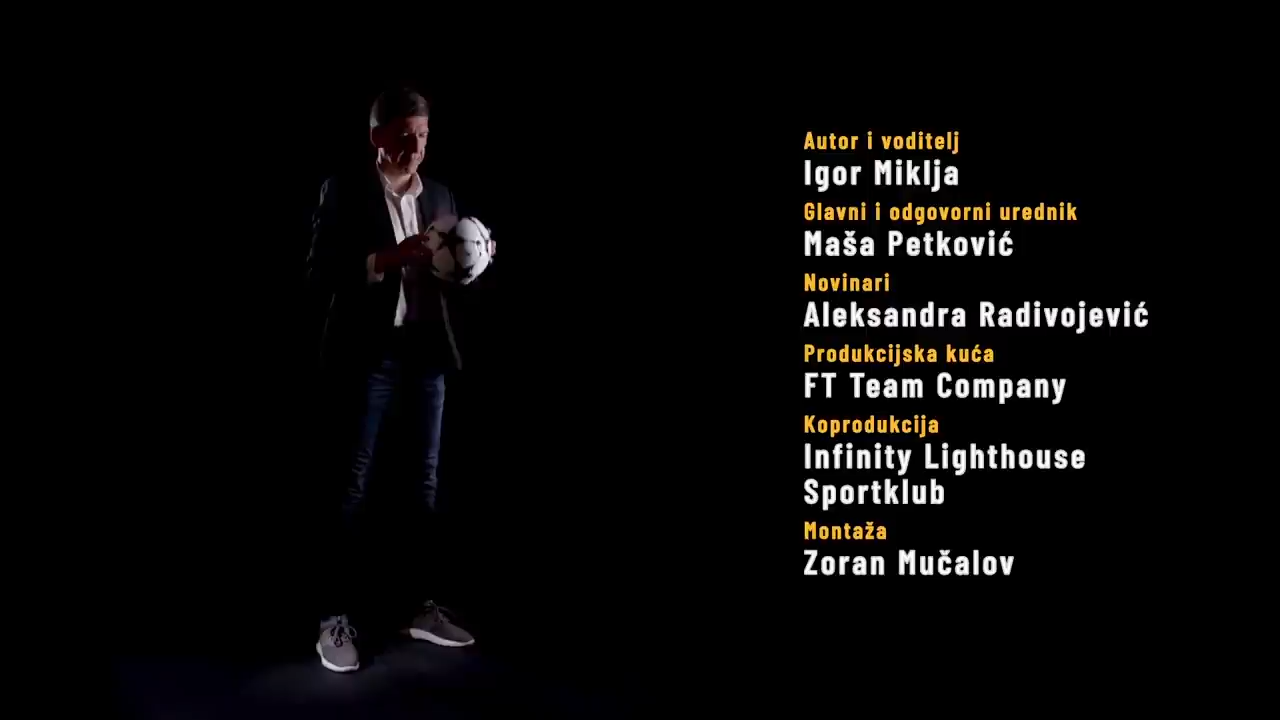 Autor i voditelj
Igor Miklja
Glavni i odgovorni urednik
Maša Petković
Novinari
Aleksandra Radivojević
Produkcijska kuća
FT Team Company
Koprodukcija
Infinity Lighthouse
Sportklub
Montaža
Zoran Mučalov